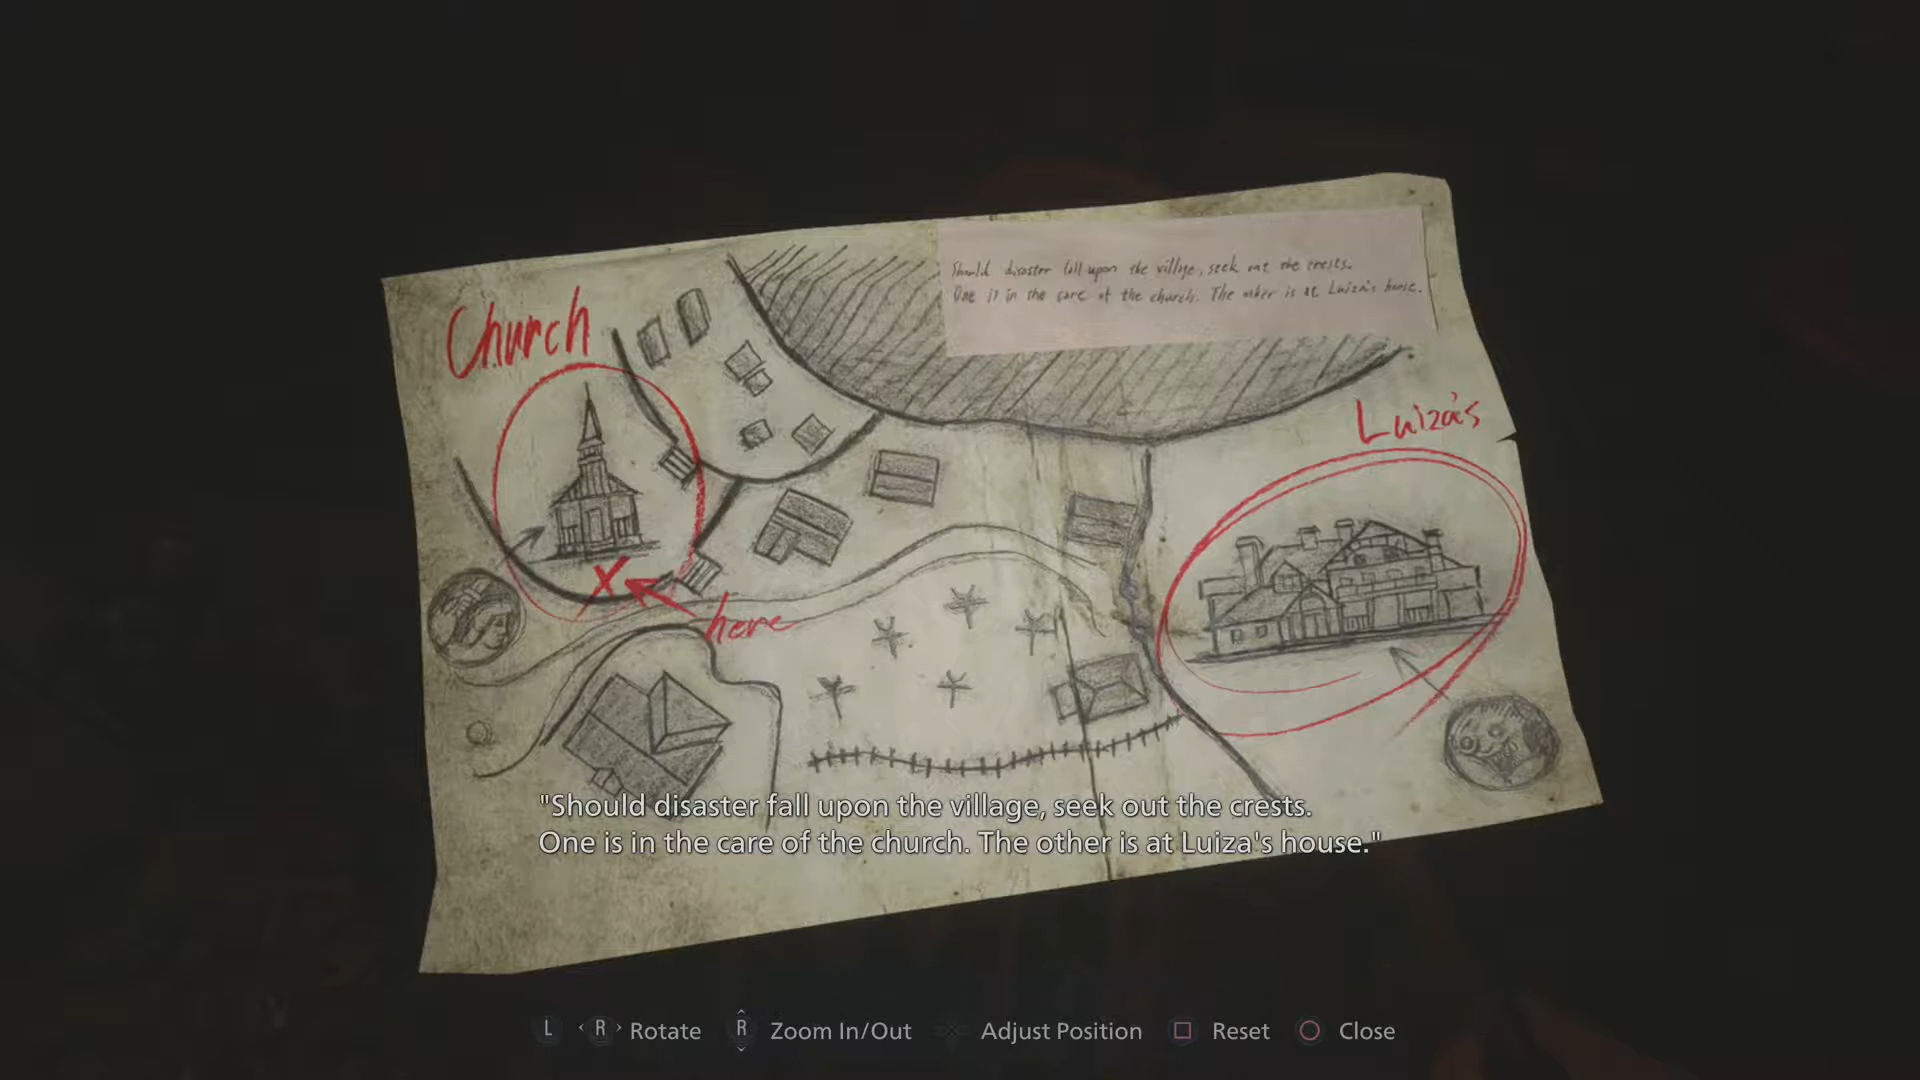 Should disaster fall upon the village, seek out the crests.
One is in the care of the church. The other is at Luiza's house.
Church
Luiza's
X
here
"Should disaster fall upon the village, seek out the crests.
One is in the care of the church. The other is at Luiza's house."
L R Rotate R Zoom In/Out Adjust Position Reset Close